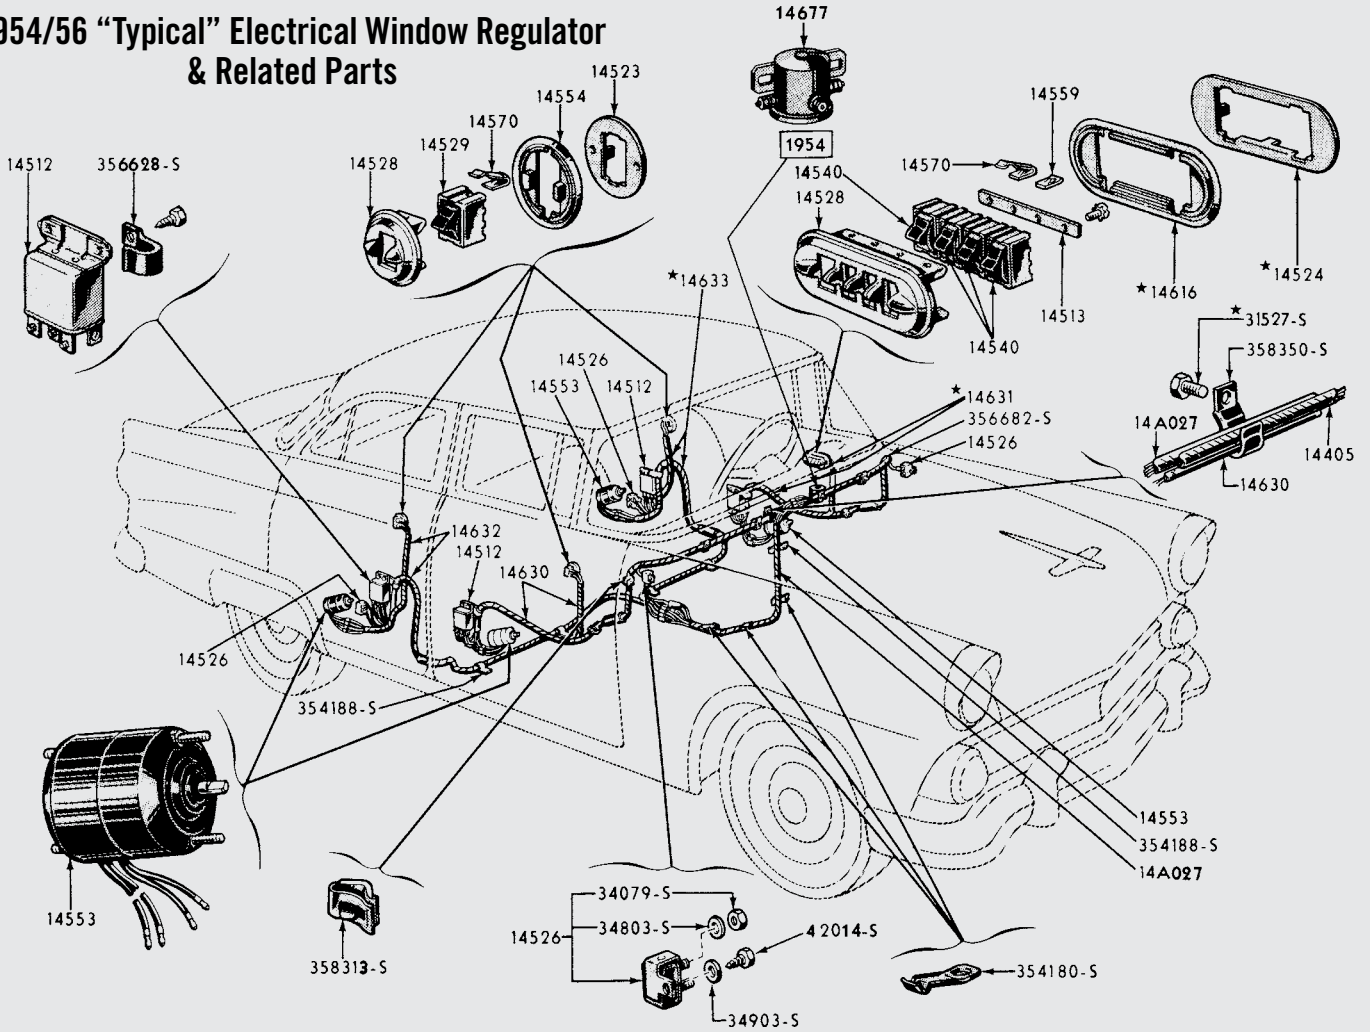 954/56 “Typical” Electrical Window Regulator
& Related Parts
14677
14523
14554
14559
14570
14529
14512
356628-S
14528
1954
14540
14570
14528
★14524
★14616
★14633
14513
★
31527-S
14540
358350-S
14526
14553
14512
★
14631
356682-S
14526
14A027
14405
14630
14632
14512
14630
14526
354188-S
14553
354188-S
14A027
14553
34079-S
34803-S
14526
42014-S
358313-S
354180-S
34903-S